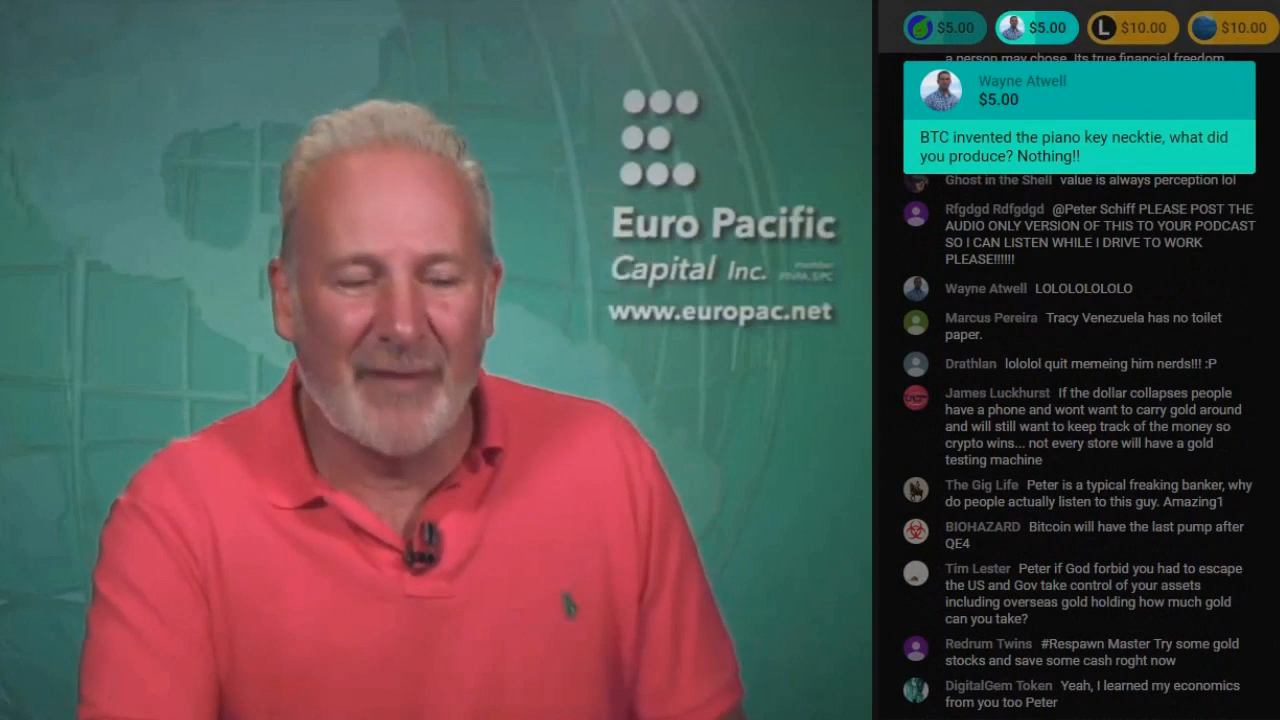 $5.00
$5.00
L
$10.00
$10.00
a person may chose. Its true financial freedom
Wayne Atwell
$5.00
BTC invented the piano key necktie, what did
you produce? Nothing!!
Ghost in the Shell value is always perception lol
Rfgdgd Rdfgdgd @Peter Schiff PLEASE POST THE
AUDIO ONLY VERSION OF THIS TO YOUR PODCAST
SO I CAN LISTEN WHILE I DRIVE TO WORK
PLEASE!!!!!!
Wayne Atwell LOLOLOLOLOLO
Marcus Pereira Tracy Venezuela has no toilet
paper.
Drathlan lololol quit memeing him nerds!!! :P
James Luckhurst If the dollar collapses people
have a phone and wont want to carry gold around
and will still want to keep track of the money so
crypto wins... not every store will have a gold
testing machine
The Gig Life Peter is a typical freaking banker, why
do people actually listen to this guy. Amazing1
BIOHAZARD Bitcoin will have the last pump after
QE4
Tim Lester Peter if God forbid you had to escape
the US and Gov take control of your assets
including overseas gold holding how much gold
can you take?
Redrum Twins #Respawn Master Try some gold
stocks and save some cash roght now
DigitalGem Token Yeah, I learned my economics
from you too Peter
Euro Pacific
Capital Inc.
www.europac.net